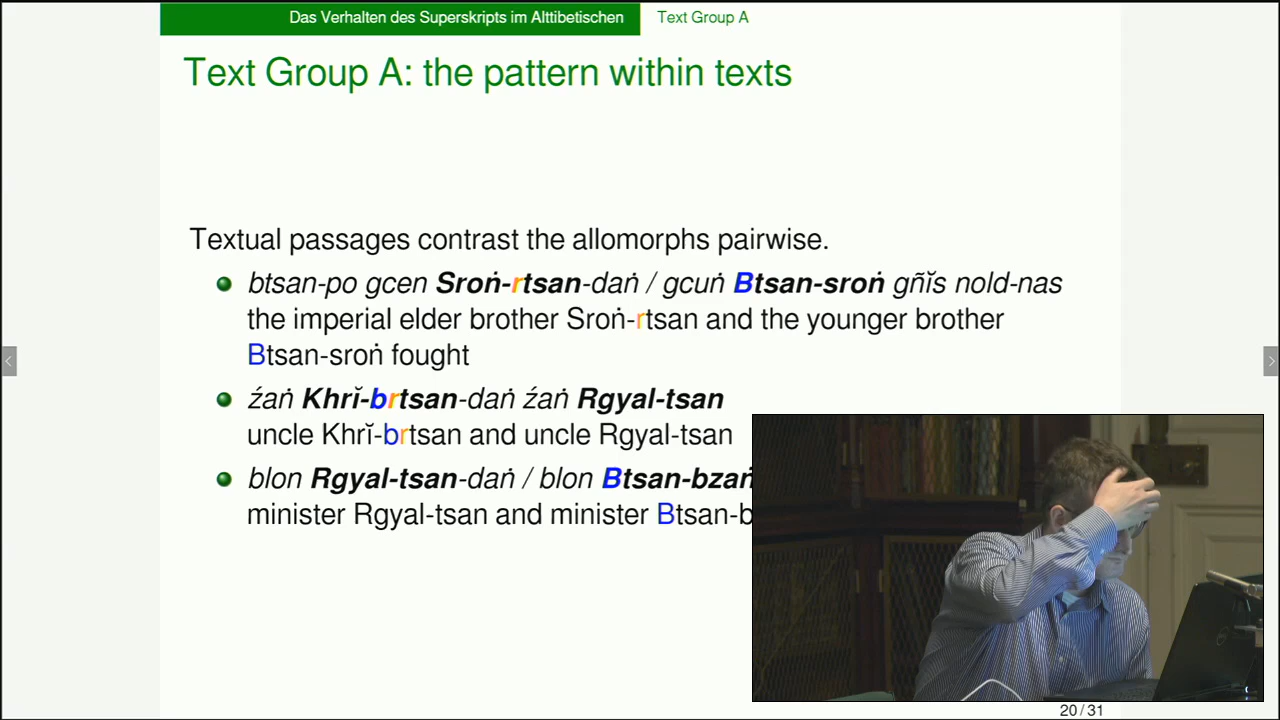 Das Verhalten des Superskripts im Alttibetischen
Text Group A
Text Group A: the pattern within texts
Textual passages contrast the allomorphs pairwise.
btsan-po gcen Sroṅ-rtsan-daṅ / gcuṅ Btsan-sroṅ gñĭs nold-nas
the imperial elder brother Sroṅ-rtsan and the younger brother
Btsan-sroṅ fought
źaṅ Khrĭ-brtsan-daṅ źaṅ Rgyal-tsan
uncle Khrĭ-brtsan and uncle Rgyal-tsan
blon Rgyal-tsan-daṅ / blon Btsan-bzaṅ
minister Rgyal-tsan and minister Btsan-b
20/31